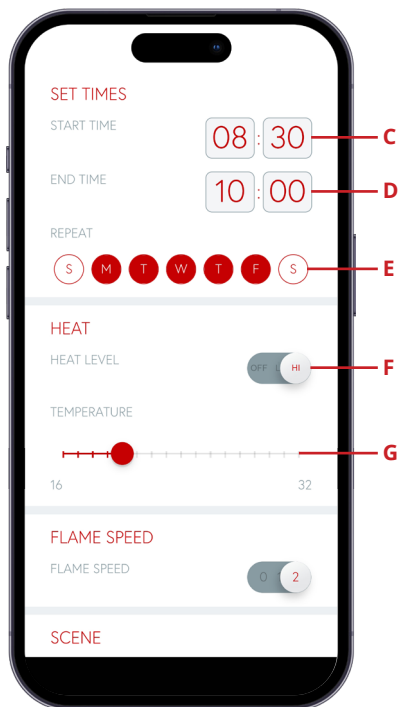 SET TIMES
START TIME
08 : 30
C
END TIME
10 : 00
D
REPEAT
S M T W T F S
E
HEAT
HEAT LEVEL
OFF L HI
F
TEMPERATURE
G
16 32
FLAME SPEED
FLAME SPEED
0 2
SCENE